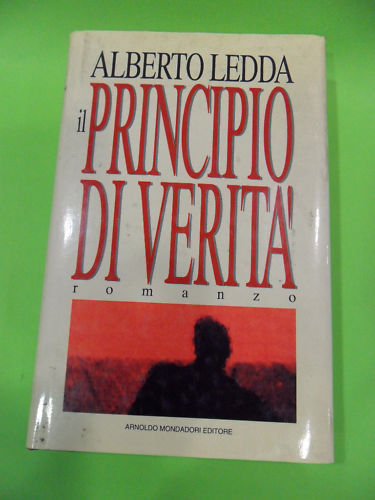 ALBERTO LEDDA
il PRINCIPIO
DI VERITA'
romanzo
ARNOLDO MONDADORI EDITORE